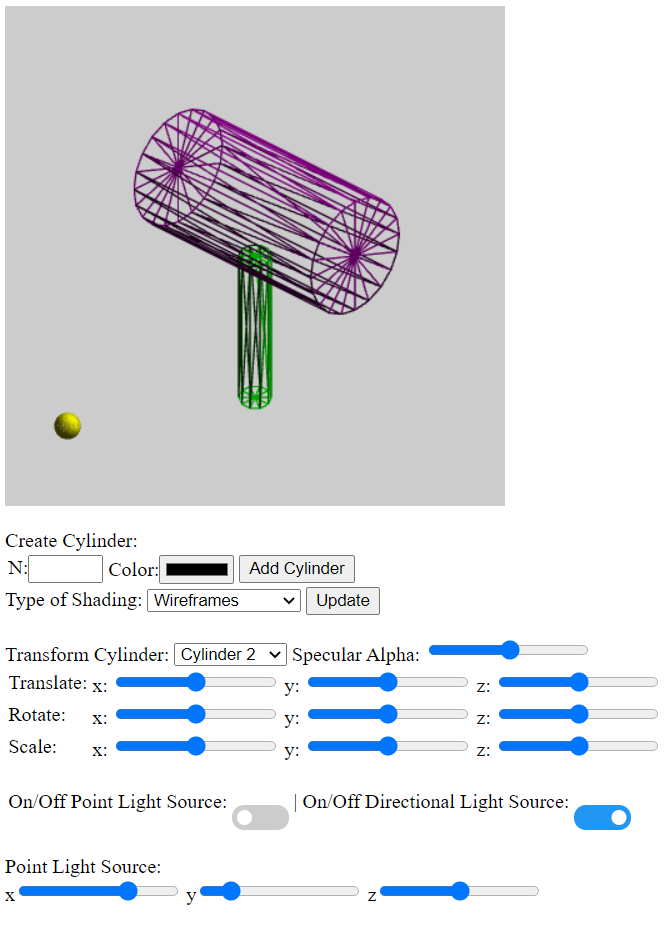 Create Cylinder:
N: Color: Add Cylinder
Type of Shading: Wireframes Update
Transform Cylinder: Cylinder 2 Specular Alpha:
Translate: x: y: z:
Rotate: x: y: z:
Scale: x: y: z:
On/Off Point Light Source: | On/Off Directional Light Source:
Point Light Source:
x y z